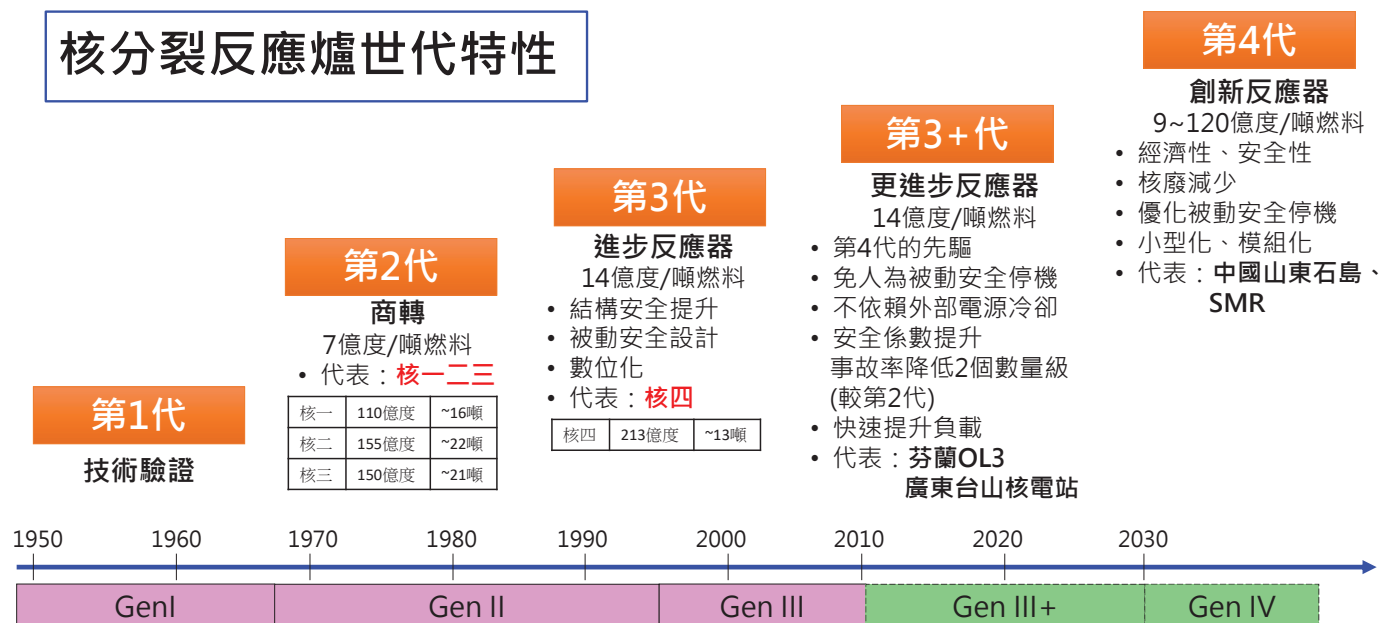 核分裂反應爐世代特性
第1代
技術驗證
第2代
商轉
7億度/噸燃料
• 代表：核一二三
核一 110億度 ~16噸
核二 155億度 ~22噸
核三 150億度 ~21噸
第3代
進步反應器
14億度/噸燃料
• 結構安全提升
• 被動安全設計
• 數位化
• 代表：核四
核四 213億度 ~13噸
第3+代
更進步反應器
14億度/噸燃料
• 第4代的先驅
• 免人為被動安全停機
• 不依賴外部電源冷卻
• 安全係數提升
事故率降低2個數量級
(較第2代)
• 快速提升負載
• 代表：芬蘭OL3
廣東台山核電站
第4代
創新反應器
9~120億度/噸燃料
• 經濟性、安全性
• 核廢減少
• 優化被動安全停機
• 小型化、模組化
• 代表：中國山東石島、
SMR
1950 1960 1970 1980 1990 2000 2010 2020 2030
GenI Gen II Gen III Gen III+ Gen IV